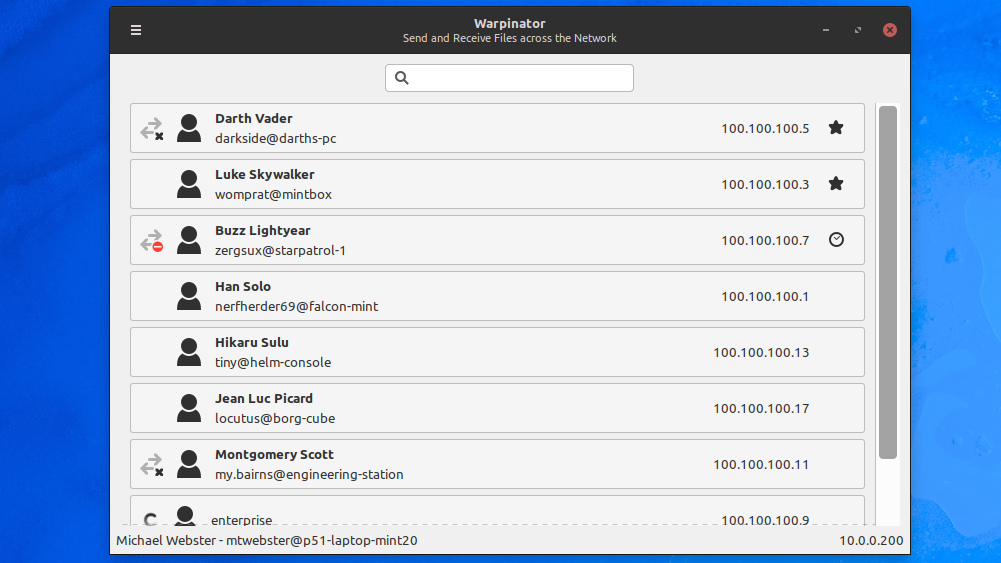 Warpinator
Send and Receive Files across the Network
Darth Vader
darkside@darths-pc
100.100.100.5
Luke Skywalker
womprat@mintbox
100.100.100.3
Buzz Lightyear
zergsux@starpatrol-1
100.100.100.7
Han Solo
nerfherder69@falcon-mint
100.100.100.1
Hikaru Sulu
tiny@helm-console
100.100.100.13
Jean Luc Picard
locutus@borg-cube
100.100.100.17
Montgomery Scott
my.bairns@engineering-station
100.100.100.11
enterprise
100.100.100.9
Michael Webster - mtwebster@p51-laptop-mint20
10.0.0.200